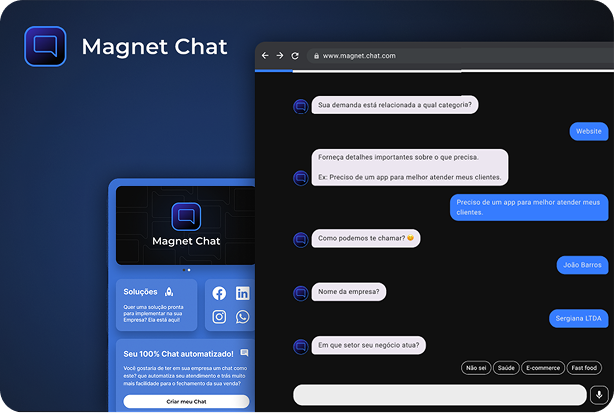 Magnet Chat
www.magnet.chat.com
Sua demanda está relacionada a qual categoria?
Website
Forneça detalhes importantes sobre o que precisa.
Ex: Preciso de um app para melhor atender meus clientes.
Preciso de um app para melhor atender meus
clientes.
Como podemos te chamar? 😊
João Barros
Nome da empresa?
Sergiana LTDA
Em que setor seu negócio atua?
Não sei
Saúde
E-commerce
Fast food
Magnet Chat
Soluções
Quer uma solução pronta
para implementar na sua
Empresa? Ela está aqui!
Seu 100% Chat automatizado!
Você gostaria de ter em sua empresa um chat como
este? que automatiza seu atendimento e trás muito
mais facilidade para o fechamento da sua venda?
Criar meu Chat